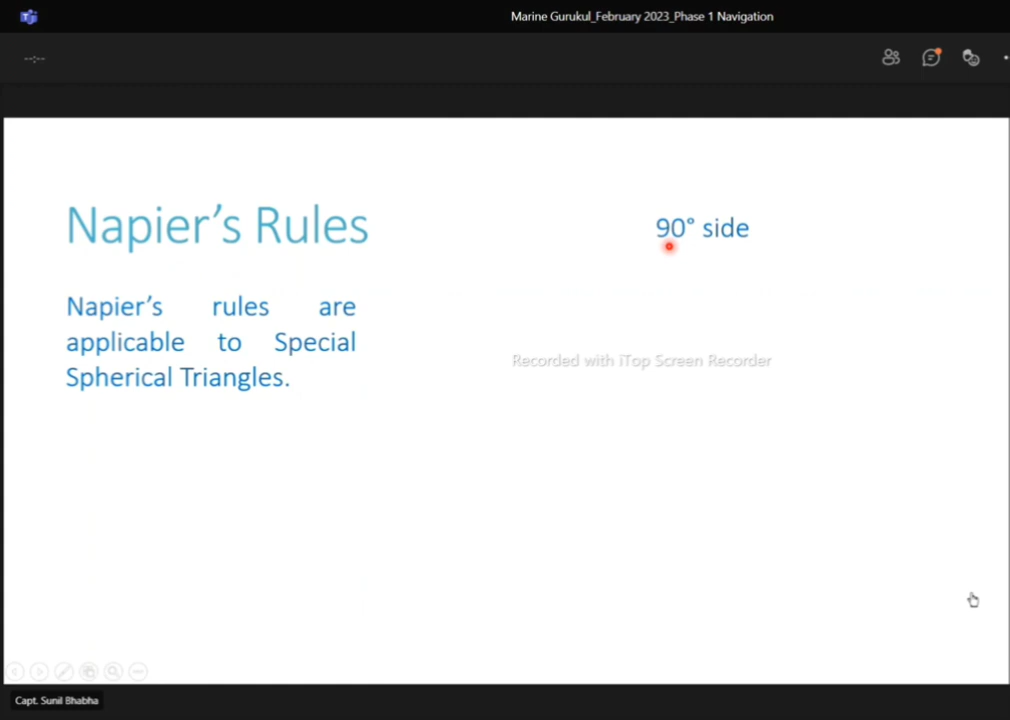 Marine Gurukul_February 2023_Phase 1 Navigation
--:--
Napier's Rules
90° side
Napier's rules are
applicable to Special
Spherical Triangles.
Recorded with iTop Screen Recorder
Capt. Sunil Bhabha